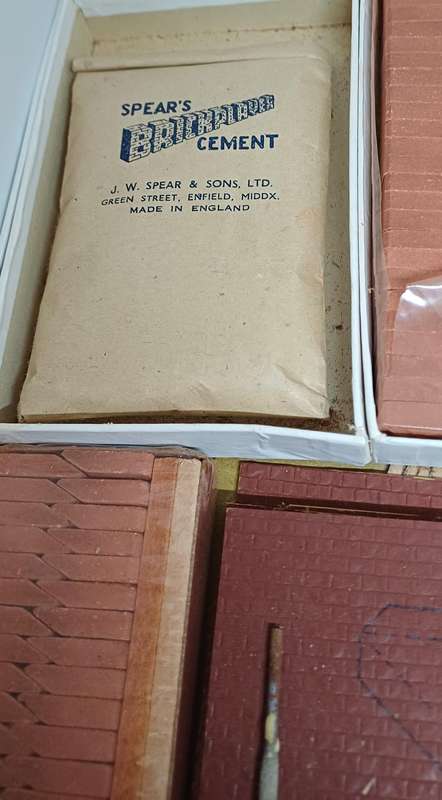 SPEAR'S
BRICKPLAYER
CEMENT
J. W. SPEAR & SONS, LTD.
GREEN STREET, ENFIELD, MIDDX.
MADE IN ENGLAND